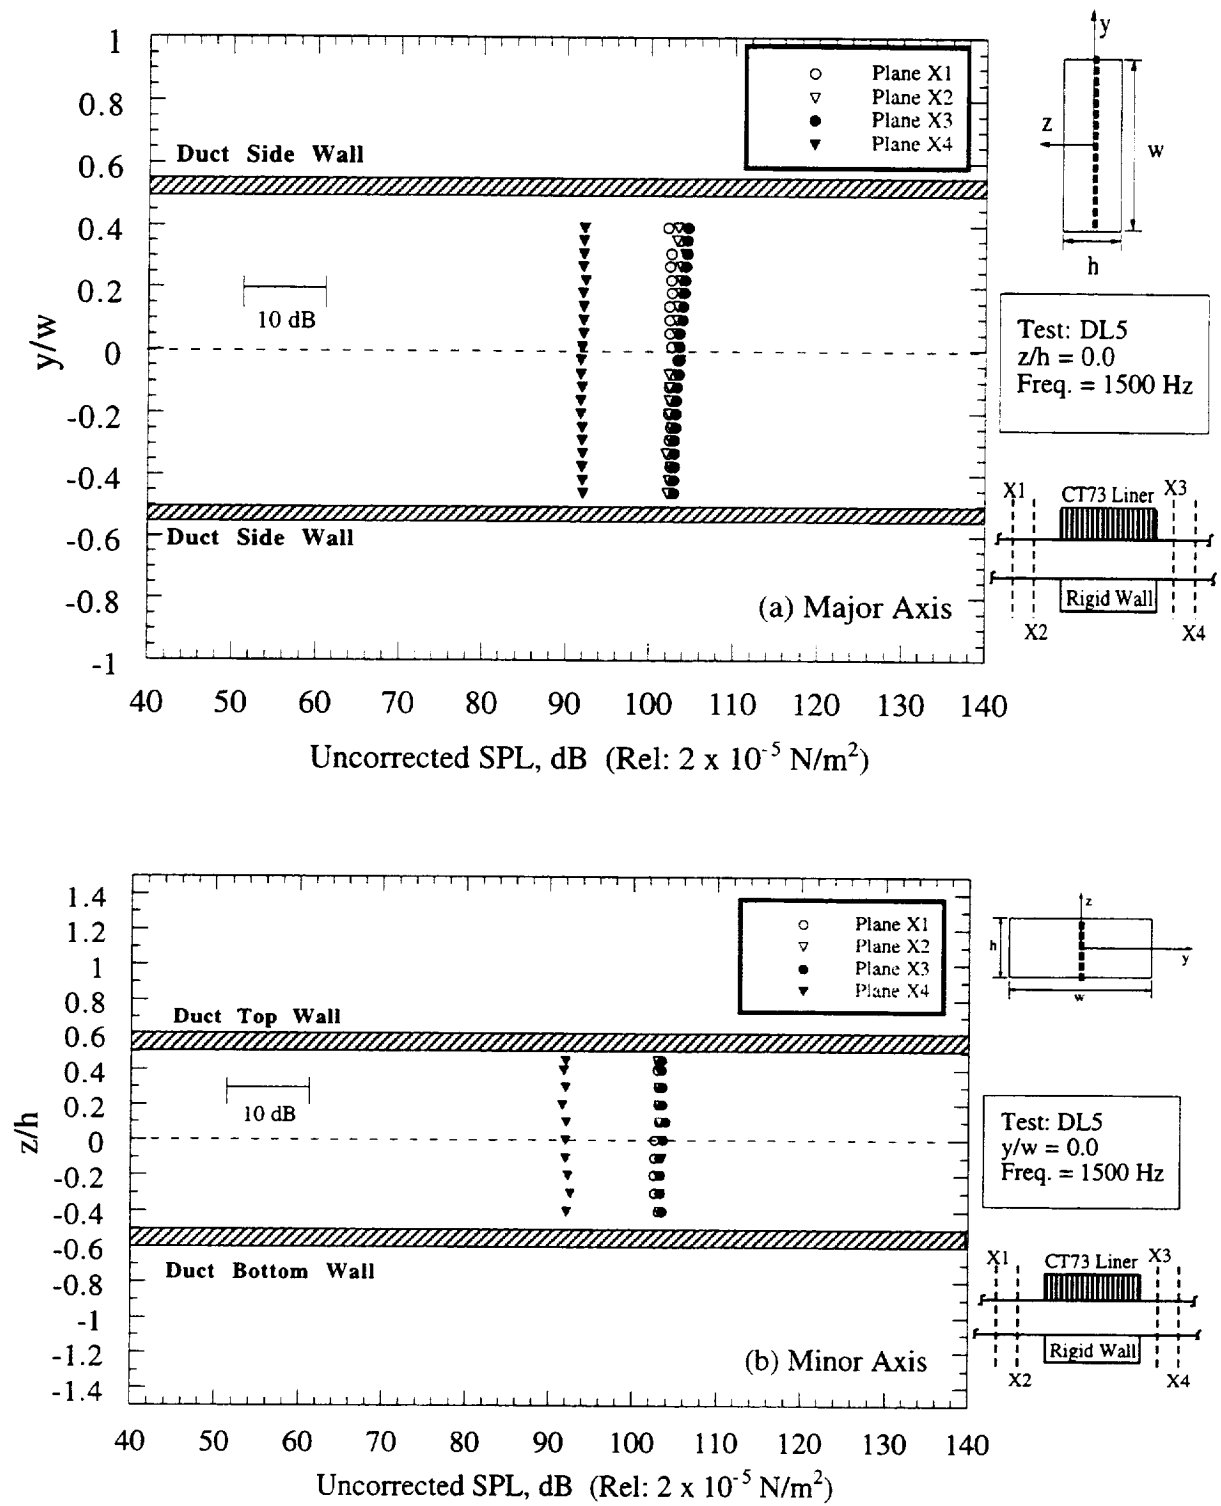 1
0.8
0.6
0.4
0.2
0
-0.2
-0.4
-0.6
-0.8
-1
y/w
Plane X1
Plane X2
Plane X3
Plane X4
Duct Side Wall
10 dB
Duct Side Wall
(a) Major Axis
40 50 60 70 80 90 100 110 120 130 140
Uncorrected SPL, dB (Rel: 2 x 10⁻⁵ N/m²)
y
z
w
h
Test: DL5
z/h = 0.0
Freq. = 1500 Hz
X1 CT73 Liner X3
Rigid Wall
X2 X4
1.4
1.2
1
0.8
0.6
0.4
0.2
0
-0.2
-0.4
-0.6
-0.8
-1
-1.2
-1.4
z/h
Plane X1
Plane X2
Plane X3
Plane X4
Duct Top Wall
10 dB
Duct Bottom Wall
(b) Minor Axis
40 50 60 70 80 90 100 110 120 130 140
Uncorrected SPL, dB (Rel: 2 x 10⁻⁵ N/m²)
z
h
y
w
Test: DL5
y/w = 0.0
Freq. = 1500 Hz
X1 CT73 Liner X3
Rigid Wall
X2 X4